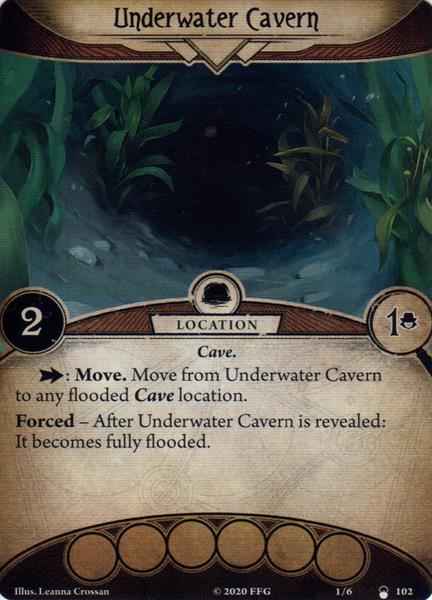 Underwater Cavern
2
LOCATION
1
Cave.
: Move. Move from Underwater Cavern
to any flooded Cave location.
Forced – After Underwater Cavern is revealed:
It becomes fully flooded.
Illus. Leanna Crossan © 2020 FFG 1/6 102